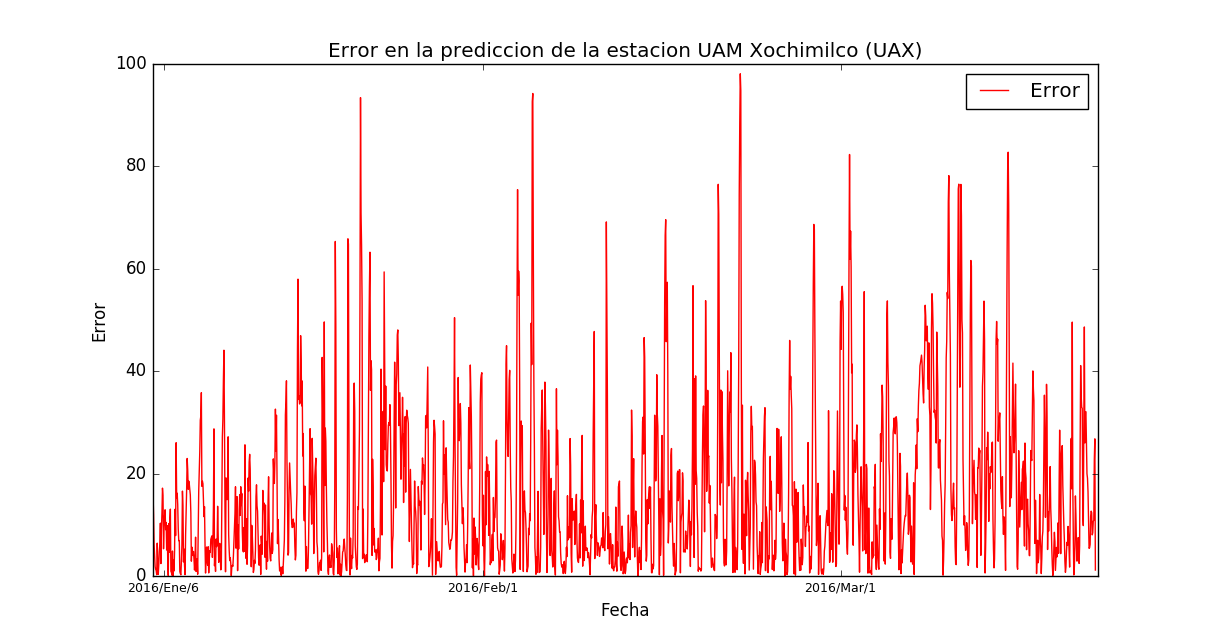 Error en la prediccion de la estacion UAM Xochimilco (UAX)
100
80
60
40
20
0
Error
Error
2016/Ene/6
2016/Feb/1
2016/Mar/1
Fecha